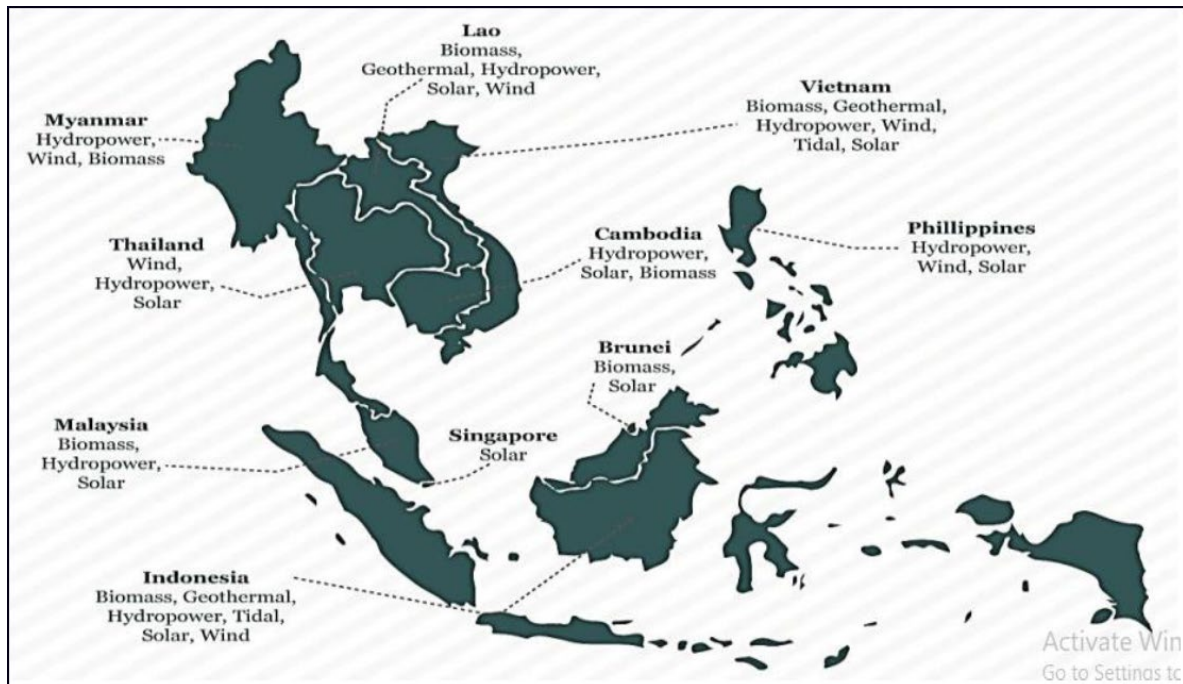 Lao
Biomass,
Geothermal, Hydropower,
Solar, Wind
Vietnam
Biomass, Geothermal,
Hydropower, Wind,
Tidal, Solar
Myanmar
Hydropower,
Wind, Biomass
Thailand
Wind,
Hydropower,
Solar
Cambodia
Hydropower,
Solar, Biomass
Phillippines
Hydropower,
Wind, Solar
Brunei
Biomass,
Solar
Malaysia
Biomass,
Hydropower,
Solar
Singapore
Solar
Indonesia
Biomass, Geothermal,
Hydropower, Tidal,
Solar, Wind
Activate Win
Go to Settings tc